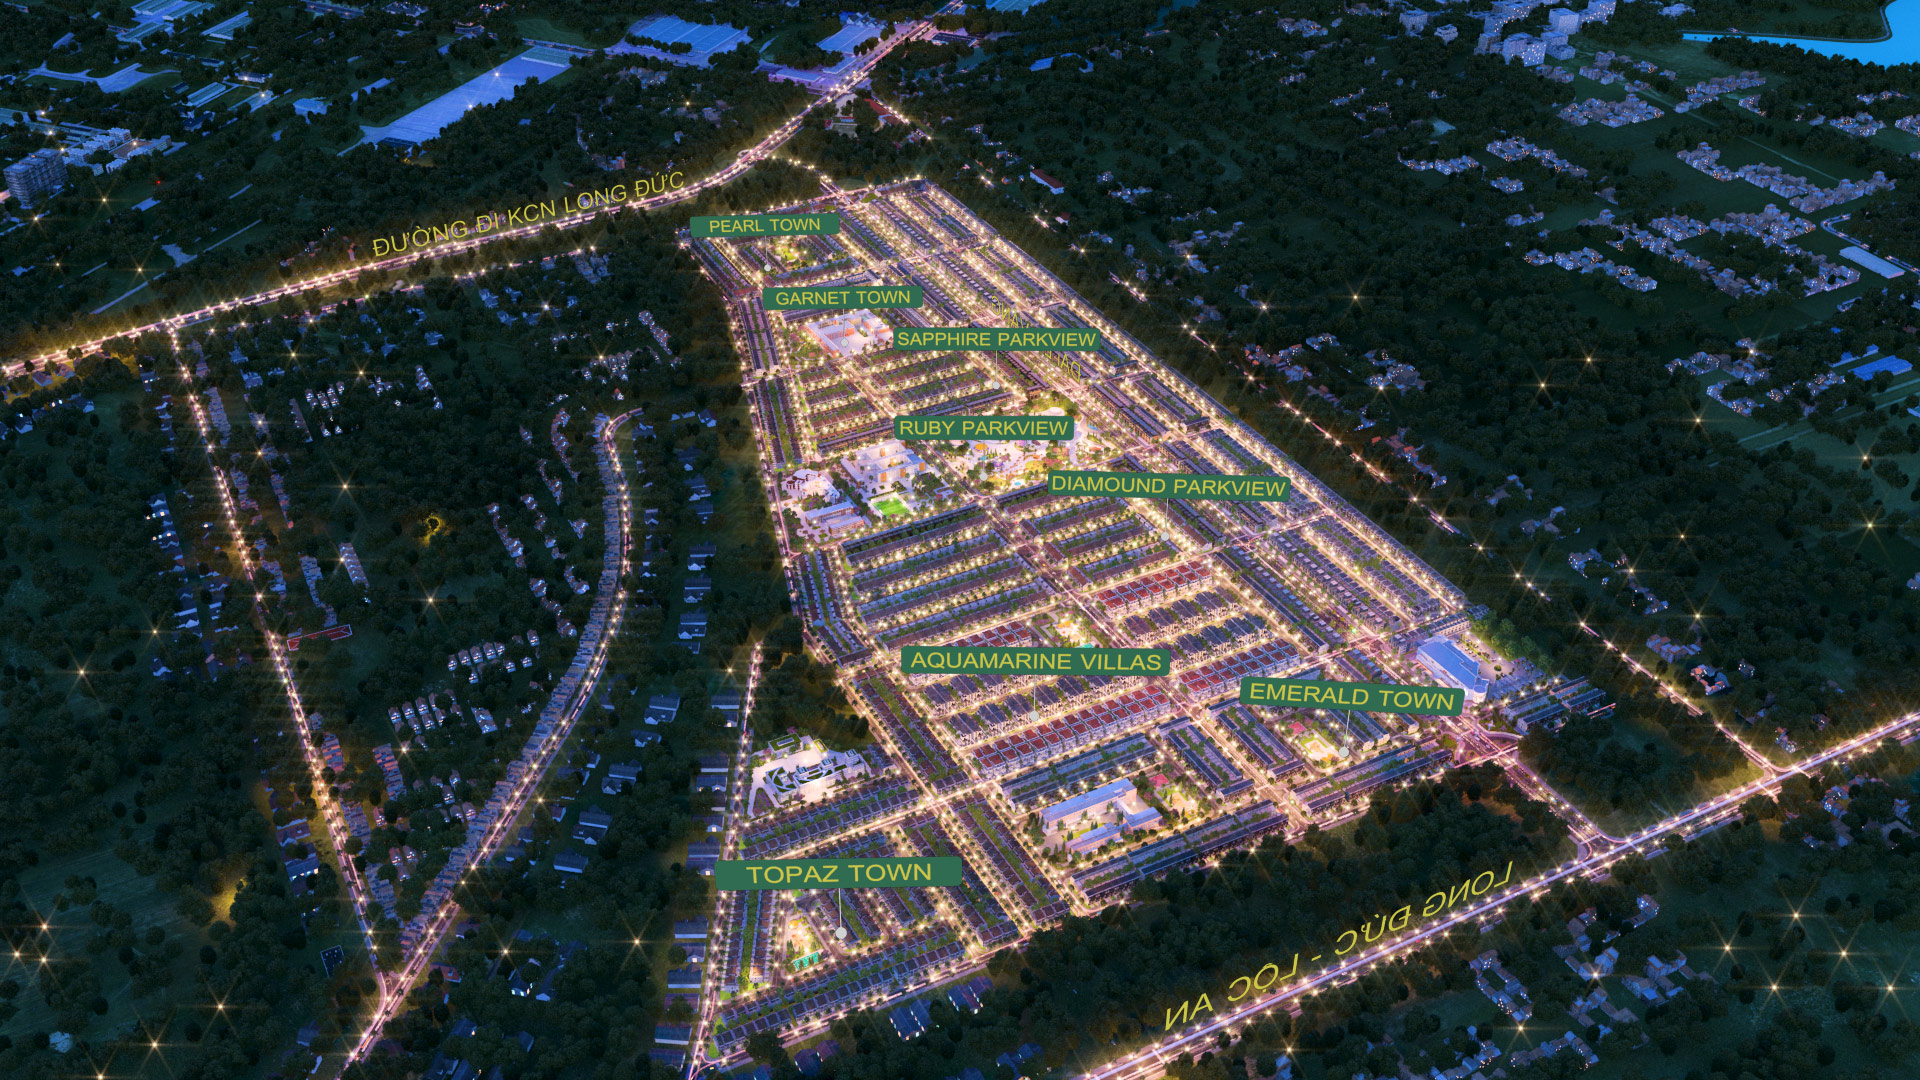 ĐƯỜNG ĐI KCN LONG ĐỨC
PEARL TOWN
GARNET TOWN
SAPPHIRE PARKVIEW
RUBY PARKVIEW
DIAMOUND PARKVIEW
AQUAMARINE VILLAS
EMERALD TOWN
TOPAZ TOWN
LONG ĐỨC - LỘC AN